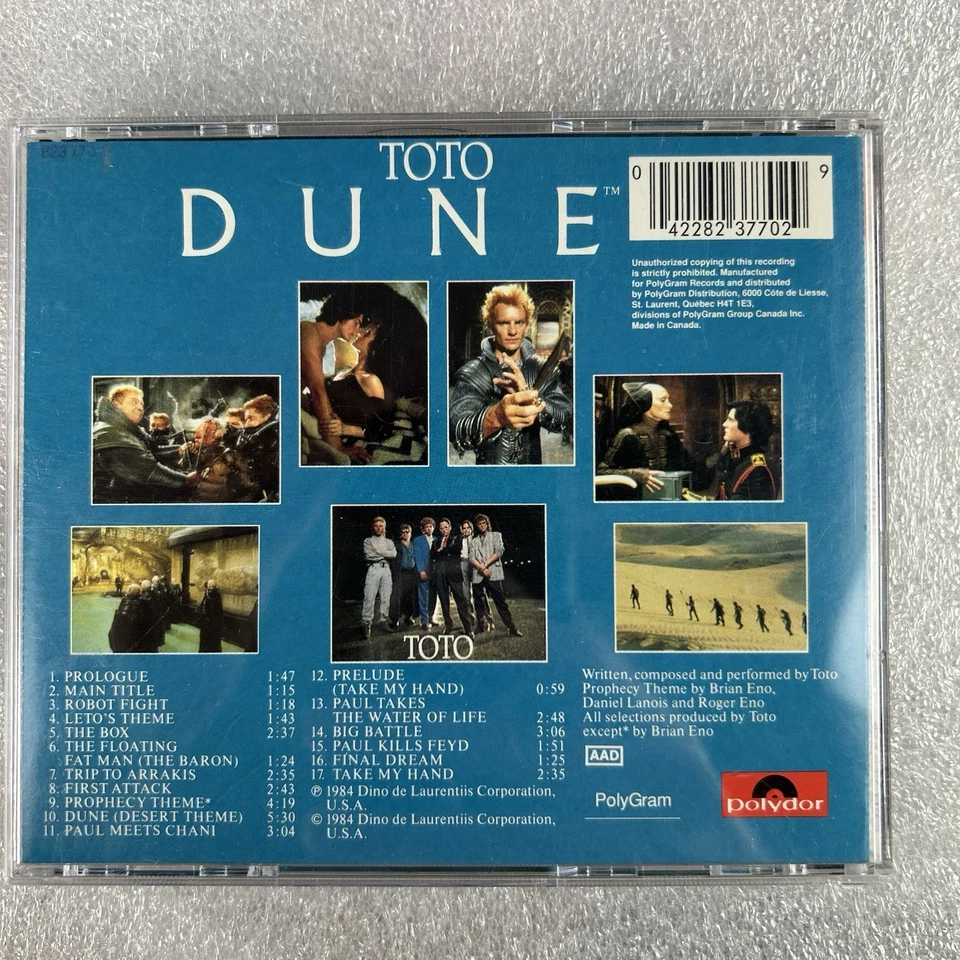 TOTO
DUNE™
0 9
42282 37702
Unauthorized copying of this recording
is strictly prohibited. Manufactured
for PolyGram Records and distributed
by PolyGram Distribution, 6000 Côte de Liesse,
St. Laurent, Québec H4T 1E3,
divisions of PolyGram Group Canada Inc.
Made in Canada.
TOTO
1. PROLOGUE 1:47
2. MAIN TITLE 1:15
3. ROBOT FIGHT 1:18
4. LETO'S THEME 1:43
5. THE BOX 2:37
6. THE FLOATING
FAT MAN (THE BARON) 1:24
7. TRIP TO ARRAKIS 2:35
8. FIRST ATTACK 2:43
9. PROPHECY THEME* 4:19
10. DUNE (DESERT THEME) 5:30
11. PAUL MEETS CHANI 3:04
12. PRELUDE
(TAKE MY HAND) 0:59
13. PAUL TAKES
THE WATER OF LIFE 2:48
14. BIG BATTLE 3:06
15. PAUL KILLS FEYD 1:51
16. FINAL DREAM 1:25
17. TAKE MY HAND 2:35
℗ 1984 Dino de Laurentiis Corporation,
U.S.A.
© 1984 Dino de Laurentiis Corporation,
U.S.A.
Written, composed and performed by Toto
Prophecy Theme by Brian Eno,
Daniel Lanois and Roger Eno
All selections produced by Toto
except* by Brian Eno
AAD
PolyGram
polydor